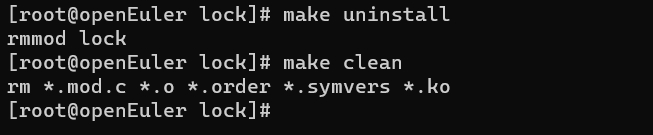 [root@openEuler lock]# make uninstall
rmmod lock
[root@openEuler lock]# make clean
rm *.mod.c *.o *.order *.symvers *.ko
[root@openEuler lock]#